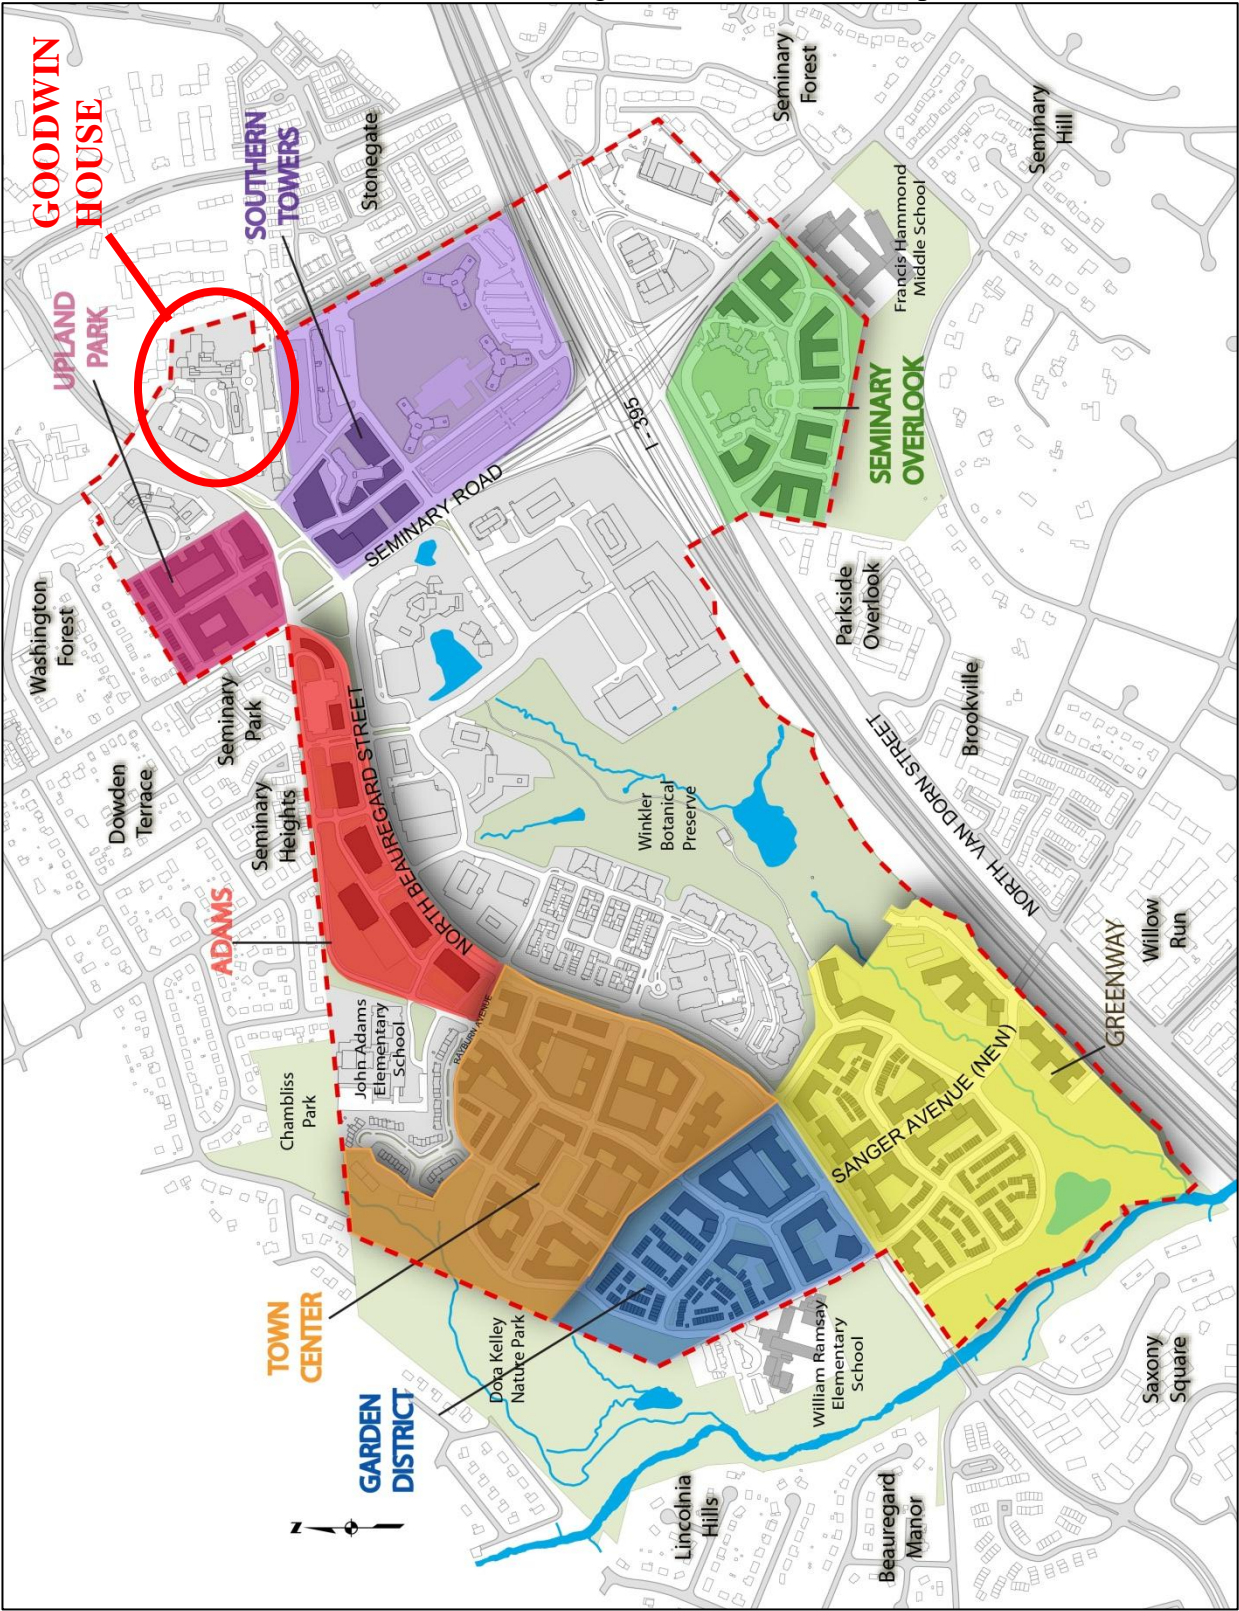 GOODWIN
HOUSE
UPLAND
PARK
SOUTHERN
TOWERS
Stonegate
Seminary
Forest
Seminary
Hill
Francis Hammond
Middle School
SEMINARY
OVERLOOK
I - 395
SEMINARY ROAD
Washington
Forest
Seminary
Park
Dowden
Terrace
Seminary
Heights
ADAMS
NORTH BEAUREGARD STREET
Parkside
Overlook
Brookville
NORTH VAN DORN STREET
Winkler
Botanical
Preserve
Willow
Run
GREENWAY
SANGER AVENUE (NEW)
RAYBURN AVENUE
John Adams
Elementary
School
Chambliss
Park
TOWN
CENTER
GARDEN
DISTRICT
Dora Kelley
Nature Park
William Ramsay
Elementary
School
Saxony
Square
Lincolnia
Hills
Beauregard
Manor
N